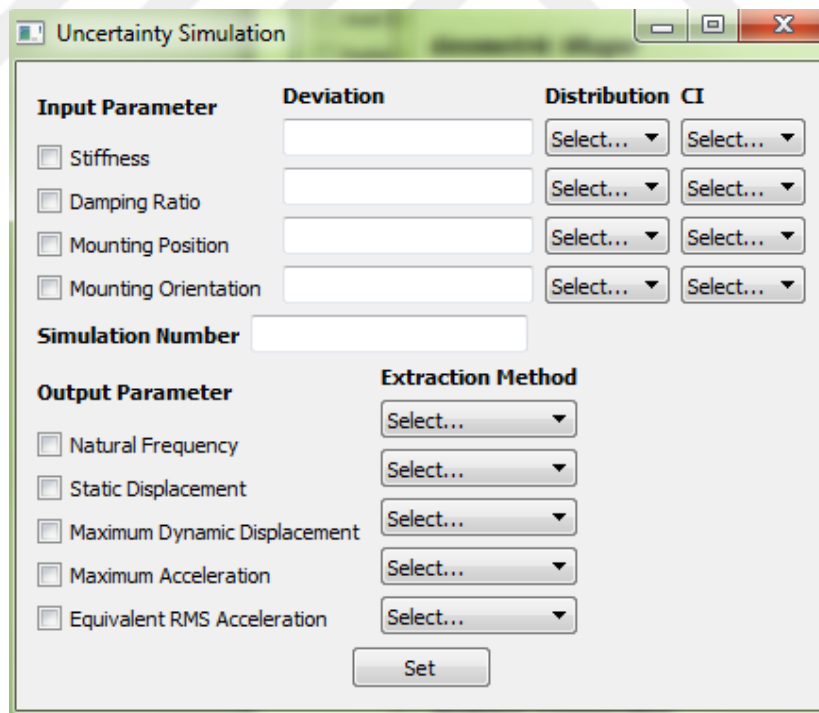 Uncertainty Simulation
Input Parameter Deviation Distribution CI
Stiffness Select... Select...
Damping Ratio Select... Select...
Mounting Position Select... Select...
Mounting Orientation Select... Select...
Simulation Number
Output Parameter Extraction Method
Natural Frequency Select...
Static Displacement Select...
Maximum Dynamic Displacement Select...
Maximum Acceleration Select...
Equivalent RMS Acceleration Select...
Set